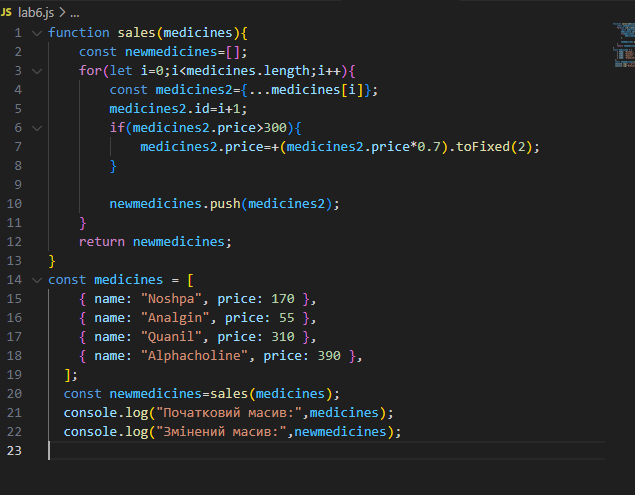 JS lab6.js > ...
1 function sales(medicines){
2 const newmedicines=[];
3 for(let i=0;i<medicines.length;i++){
4 const medicines2={...medicines[i]};
5 medicines2.id=i+1;
6 if(medicines2.price>300){
7 medicines2.price=+(medicines2.price*0.7).toFixed(2);
8 }
9
10 newmedicines.push(medicines2);
11 }
12 return newmedicines;
13 }
14 const medicines = [
15 { name: "Noshpa", price: 170 },
16 { name: "Analgin", price: 55 },
17 { name: "Quanil", price: 310 },
18 { name: "Alphacholine", price: 390 },
19 ];
20 const newmedicines=sales(medicines);
21 console.log("Початковий масив:",medicines);
22 console.log("Змінений масив:",newmedicines);
23